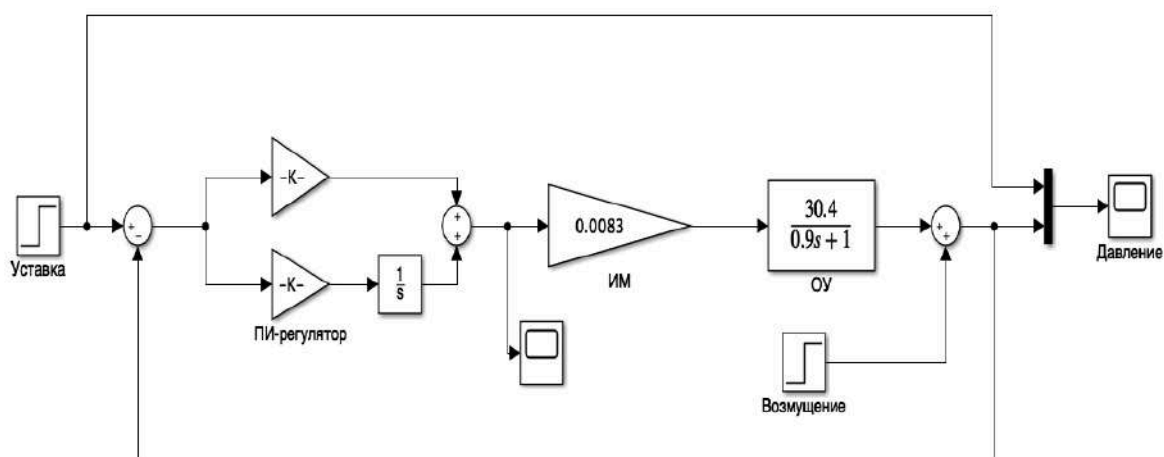 -K-
+
-
Уставка
-K-
1
s
ПИ-регулятор
+
+
0.0083
ИМ
30.4
0.9s + 1
ОУ
+
+
Возмущение
Давление